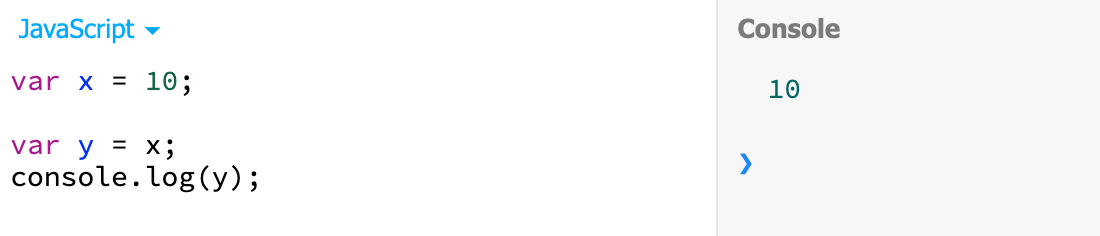 JavaScript
var x = 10;
var y = x;
console.log(y);
Console
10